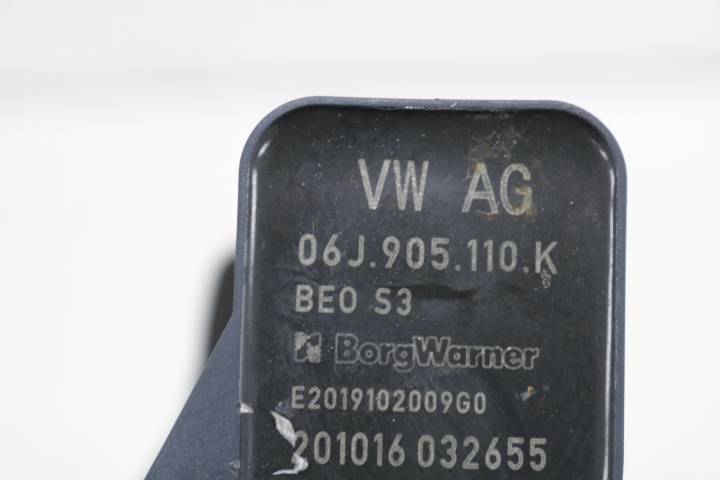 VW AG
06J.905.110.K
BEO S3
BorgWarner
E2019102009G0
201016 032655